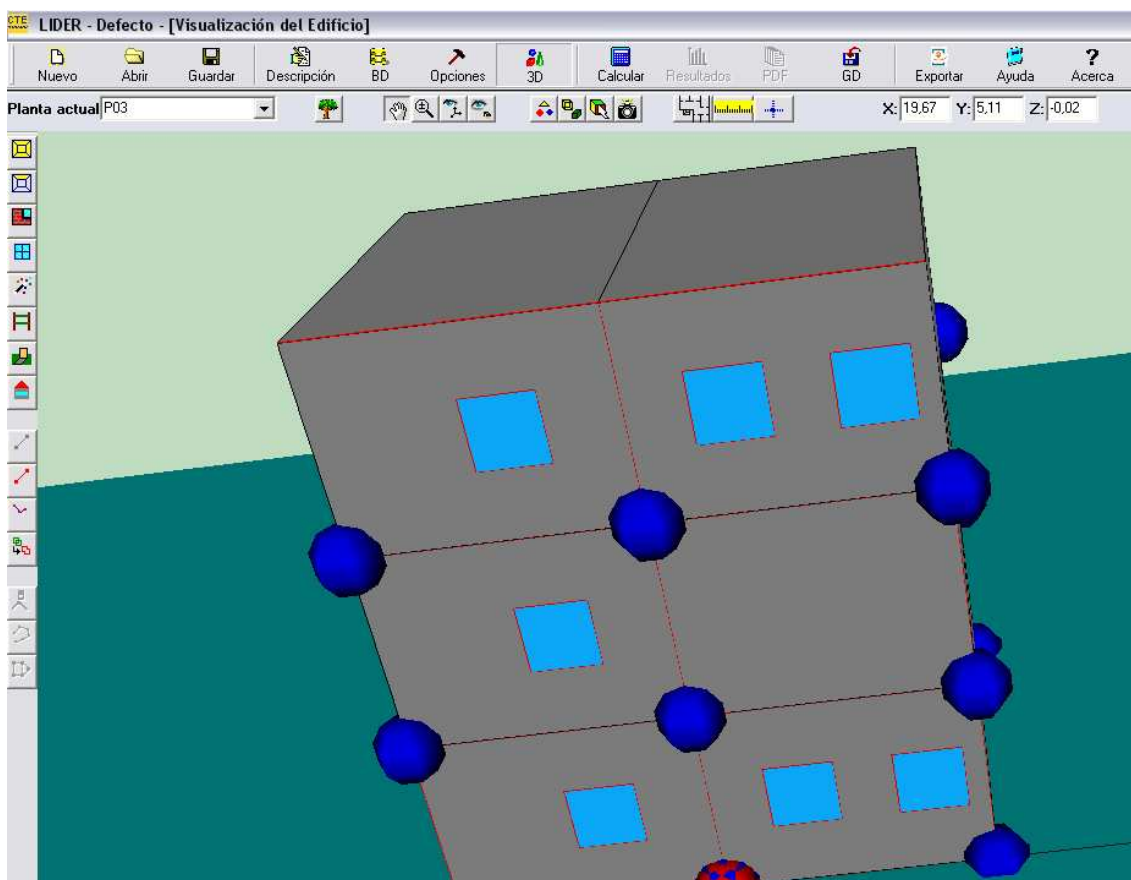 CTE LIDER - Defecto - [Visualización del Edificio]
Nuevo Abrir Guardar Descripción BD Opciones 3D Calcular Resultados PDF GD Exportar Ayuda Acerca
Planta actual P03 X: 19,67 Y: 5,11 Z: -0,02